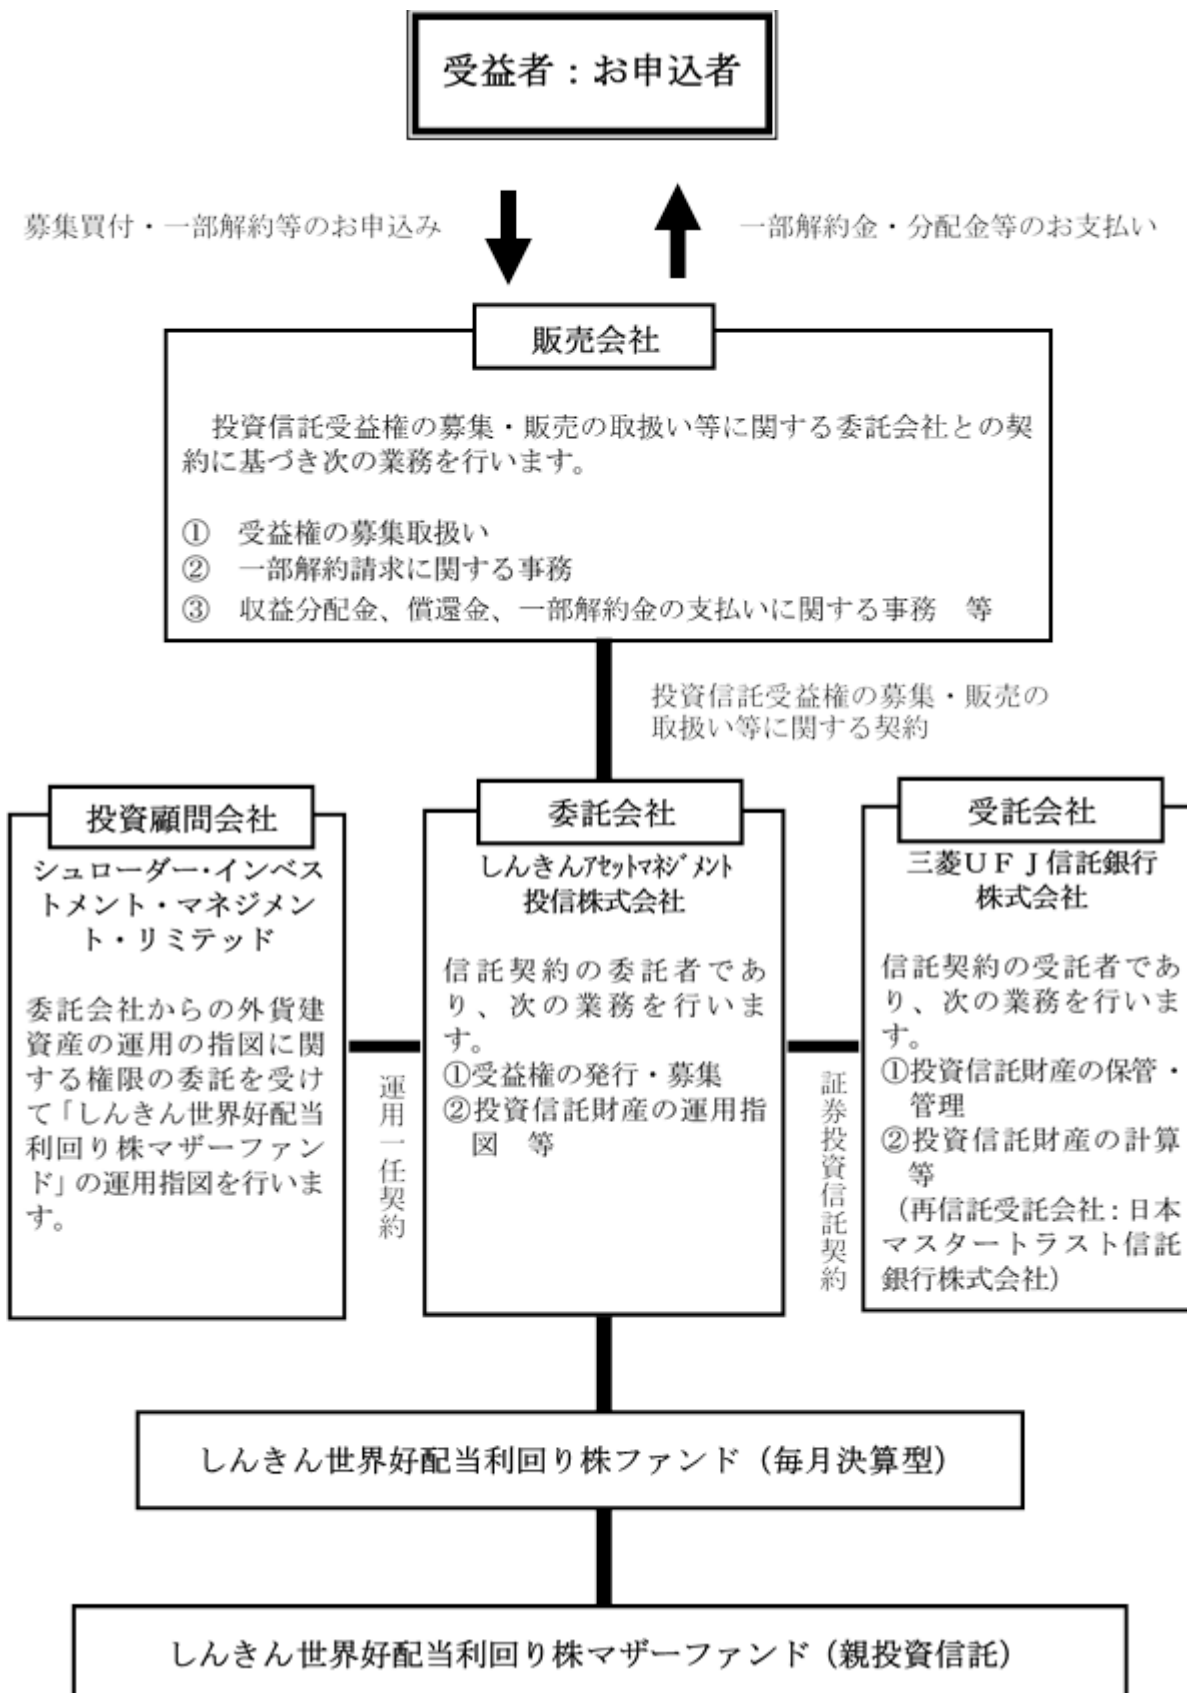 受益者：お申込者
募集買付・一部解約等のお申込み
一部解約金・分配金等のお支払い
販売会社
投資信託受益権の募集・販売の取扱い等に関する委託会社との契
約に基づき次の業務を行います。
① 受益権の募集取扱い
② 一部解約請求に関する事務
③ 収益分配金、償還金、一部解約金の支払いに関する事務　等
投資信託受益権の募集・販売の
取扱い等に関する契約
投資顧問会社
シュローダー・インベス
トメント・マネジメン
ト・リミテッド
委託会社からの外貨建
資産の運用の指図に関
する権限の委託を受け
て「しんきん世界好配当
利回り株マザーファン
ド」の運用指図を行いま
す。
運用一任契約
委託会社
しんきんｱｾｯﾄﾏﾈｼﾞﾒﾝﾄ
投信株式会社
信託契約の委託者であ
り、次の業務を行いま
す。
①受益権の発行・募集
②投資信託財産の運用指
図　等
証券投資信託契約
受託会社
三菱ＵＦＪ信託銀行
株式会社
信託契約の受託者であ
り、次の業務を行いま
す。
①投資信託財産の保管・
管理
②投資信託財産の計算
等
（再信託受託会社：日本
マスタートラスト信託
銀行株式会社）
しんきん世界好配当利回り株ファンド（毎月決算型）
しんきん世界好配当利回り株マザーファンド（親投資信託）